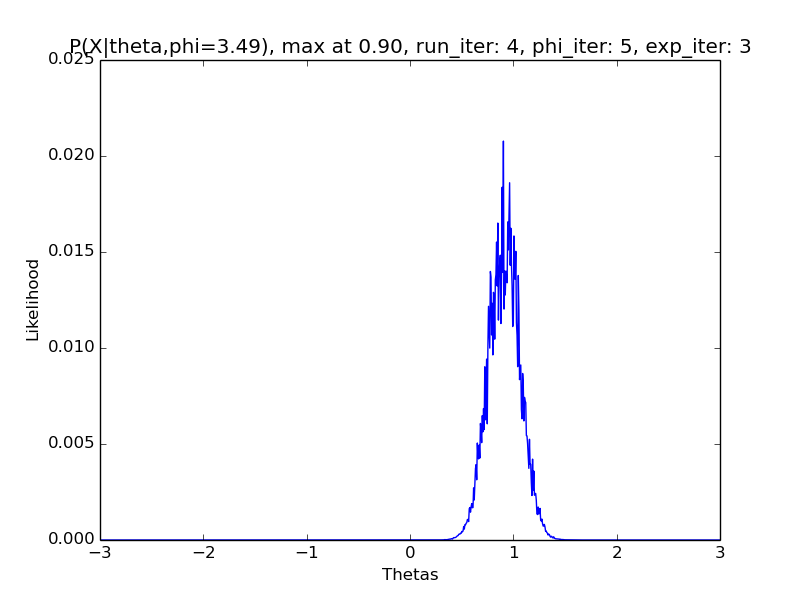 P(X|theta,phi=3.49), max at 0.90, run_iter: 4, phi_iter: 5, exp_iter: 3
0.025
0.020
0.015
0.010
0.005
0.000
Likelihood
−3 −2 −1 0 1 2 3
Thetas